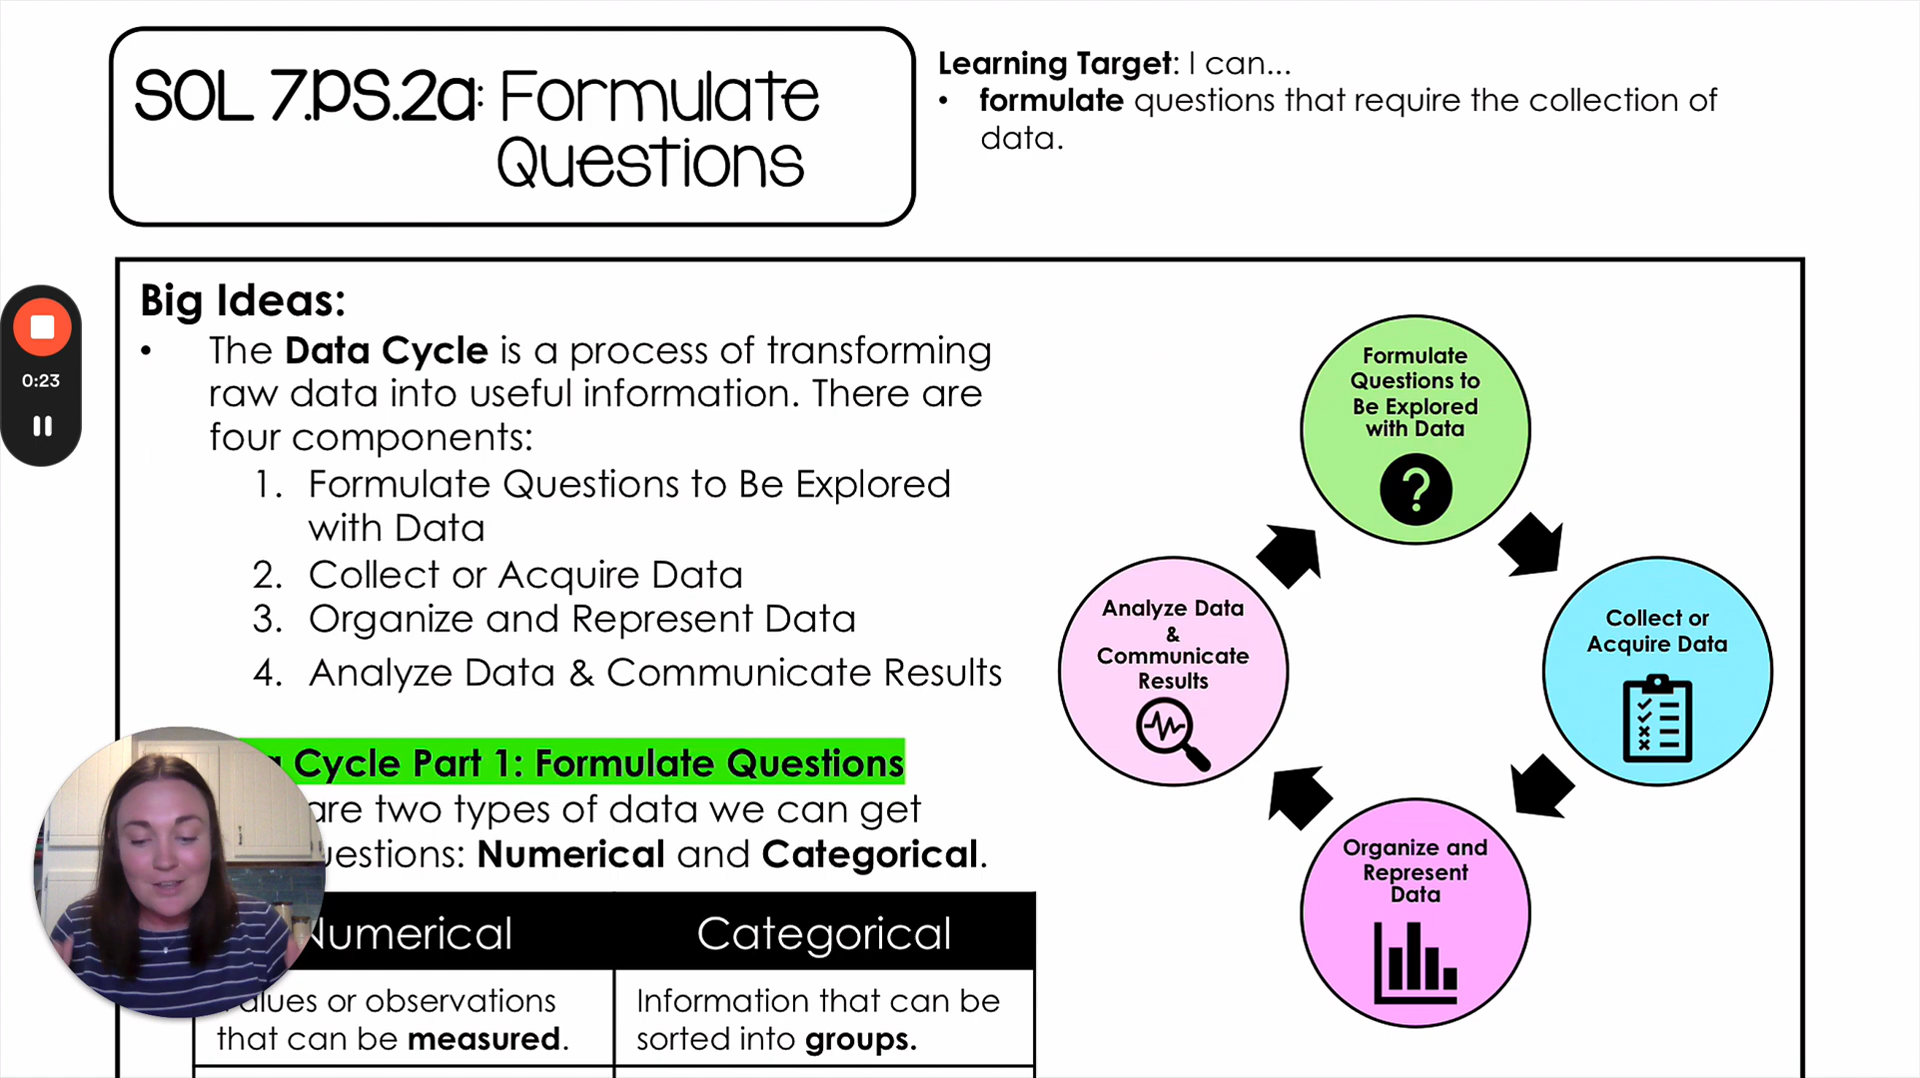 SOL 7.PS.2a: Formulate
Questions
Learning Target: I can...
• formulate questions that require the collection of
data.
0:23
Big Ideas:
• The Data Cycle is a process of transforming
raw data into useful information. There are
four components:
1. Formulate Questions to Be Explored
with Data
2. Collect or Acquire Data
3. Organize and Represent Data
4. Analyze Data & Communicate Results
Cycle Part 1: Formulate Questions
are two types of data we can get
questions: Numerical and Categorical.
Numerical Categorical
Values or observations
that can be measured.
Information that can be
sorted into groups.
Formulate
Questions to
Be Explored
with Data
?
Collect or
Acquire Data
Organize and
Represent
Data
Analyze Data
&
Communicate
Results